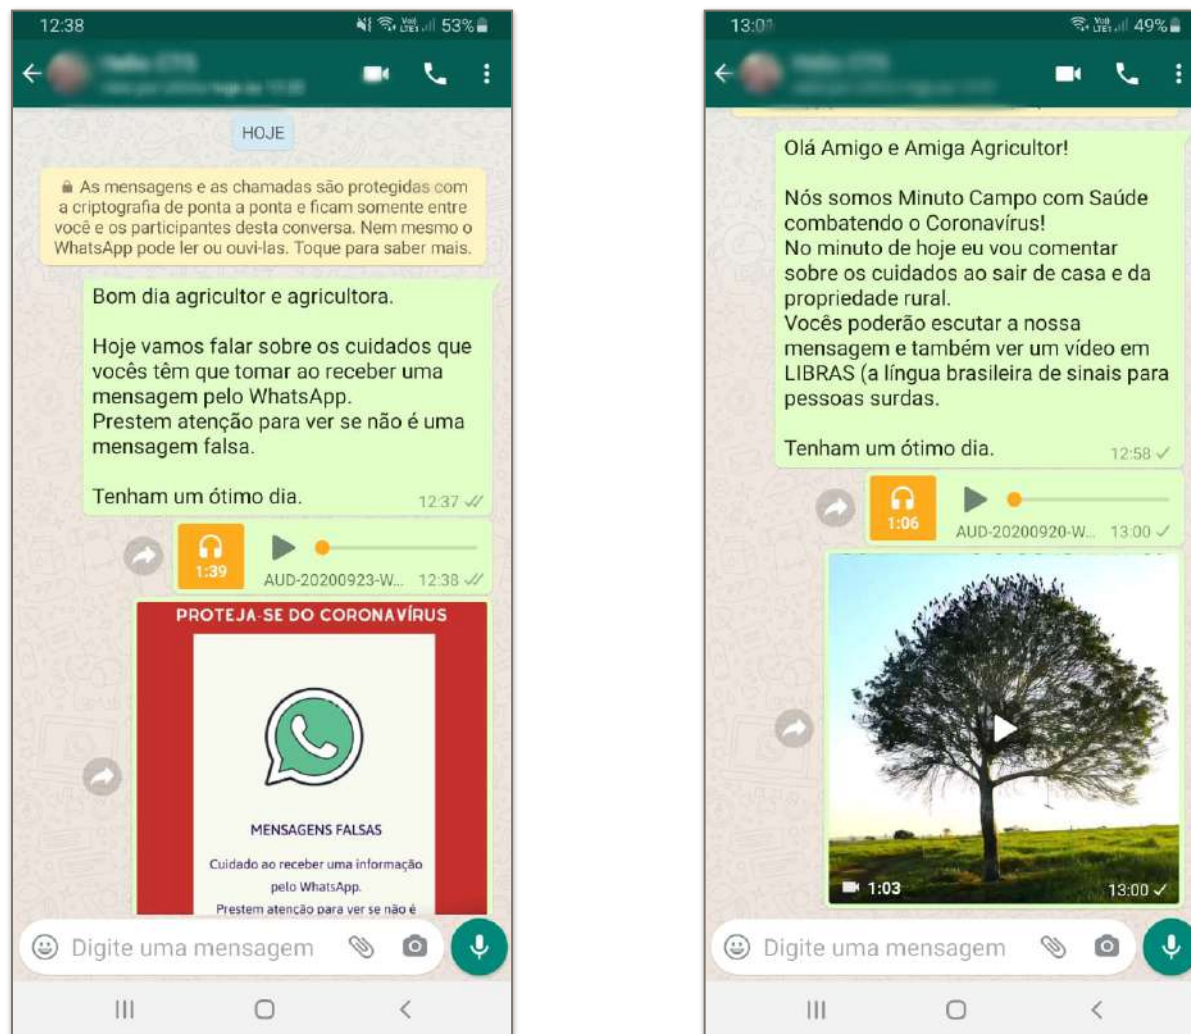 12:38
53%
HOJE
As mensagens e as chamadas são protegidas com
a criptografia de ponta a ponta e ficam somente entre
você e os participantes desta conversa. Nem mesmo o
WhatsApp pode ler ou ouvi-las. Toque para saber mais.
Bom dia agricultor e agricultora.
Hoje vamos falar sobre os cuidados que
vocês têm que tomar ao receber uma
mensagem pelo WhatsApp.
Prestem atenção para ver se não é uma
mensagem falsa.
Tenham um ótimo dia.
12:37
1:39
AUD-20200923-W...
12:38
PROTEJA-SE DO CORONAVÍRUS
MENSAGENS FALSAS
Cuidado ao receber uma informação
pelo WhatsApp.
Prestem atenção para ver se não é
Digite uma mensagem
49%
Olá Amigo e Amiga Agricultor!
Nós somos Minuto Campo com Saúde
combatendo o Coronavírus!
No minuto de hoje eu vou comentar
sobre os cuidados ao sair de casa e da
propriedade rural.
Vocês poderão escutar a nossa
mensagem e também ver um vídeo em
LIBRAS (a língua brasileira de sinais para
pessoas surdas.
Tenham um ótimo dia.
12:58
1:06
AUD-20200920-W...
13:00
1:03
13:00
Digite uma mensagem